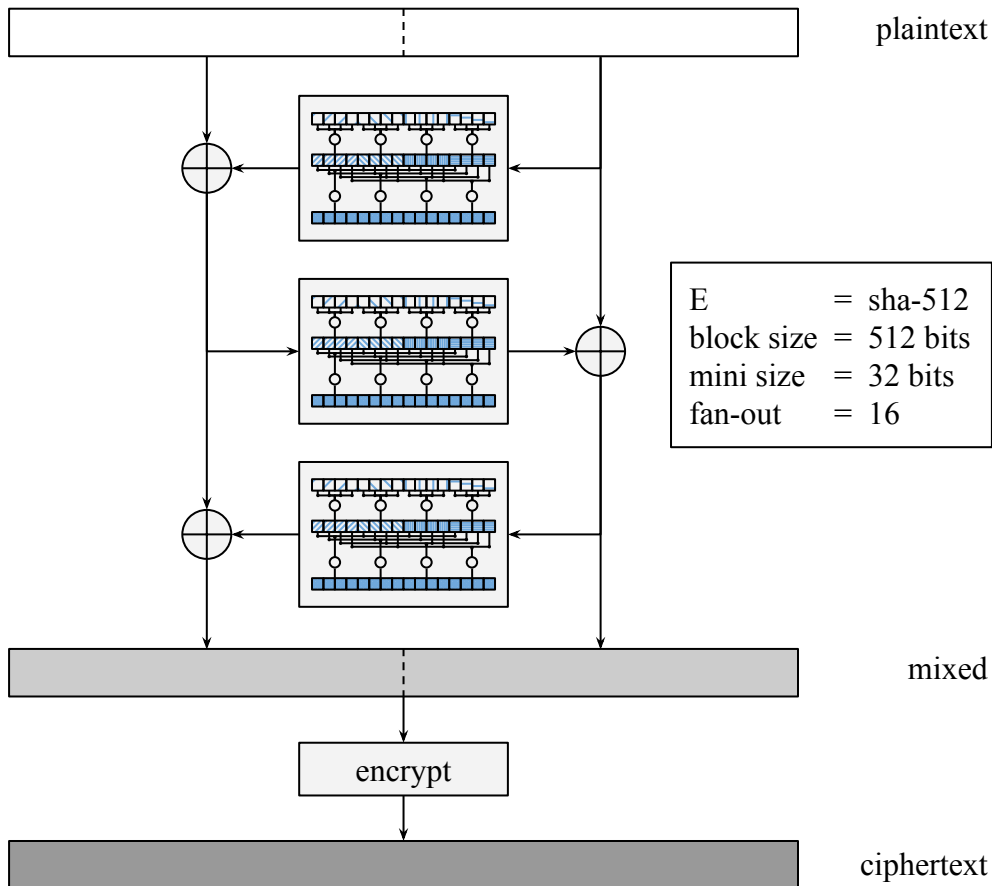 plaintext
E = sha-512
block size = 512 bits
mini size = 32 bits
fan-out = 16
mixed
encrypt
ciphertext